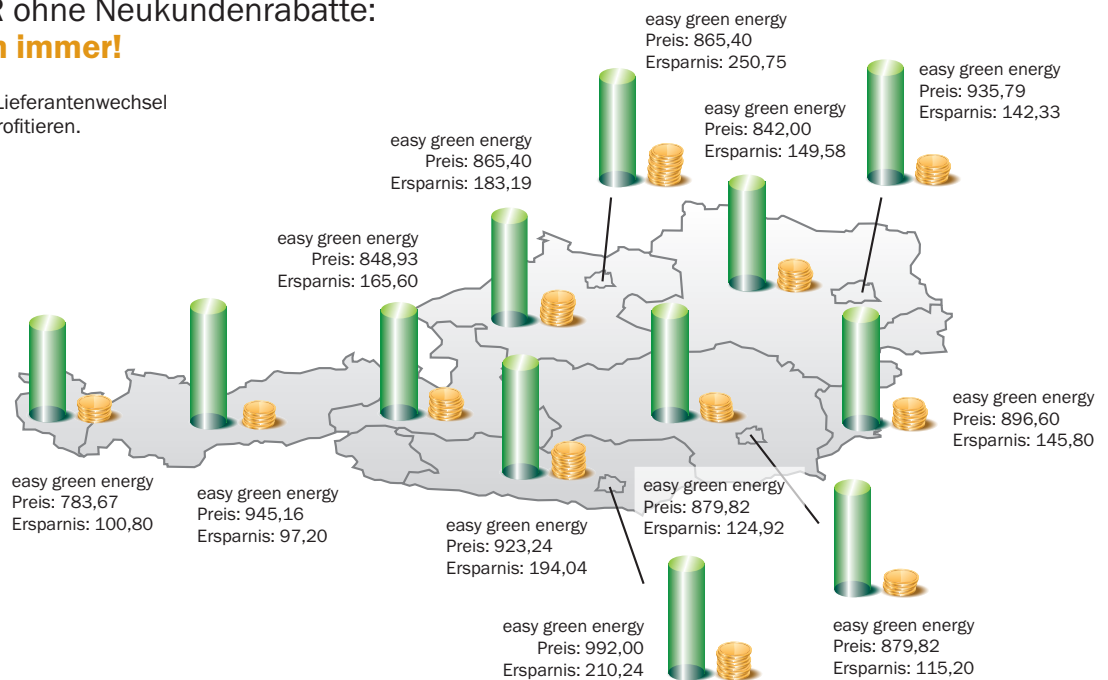 ohne Neukundenrabatte:
immer!
Lieferantenwechsel
easy green energy
Preis: 865,40
Ersparnis: 250,75
easy green energy
Preis: 935,79
Ersparnis: 142,33
easy green energy
Preis: 842,00
Ersparnis: 149,58
easy green energy
Preis: 865,40
Ersparnis: 183,19
easy green energy
Preis: 848,93
Ersparnis: 165,60
easy green energy
Preis: 896,60
Ersparnis: 145,80
easy green energy
Preis: 783,67
Ersparnis: 100,80
easy green energy
Preis: 945,16
Ersparnis: 97,20
easy green energy
Preis: 923,24
Ersparnis: 194,04
easy green energy
Preis: 879,82
Ersparnis: 124,92
easy green energy
Preis: 992,00
Ersparnis: 210,24
easy green energy
Preis: 879,82
Ersparnis: 115,20